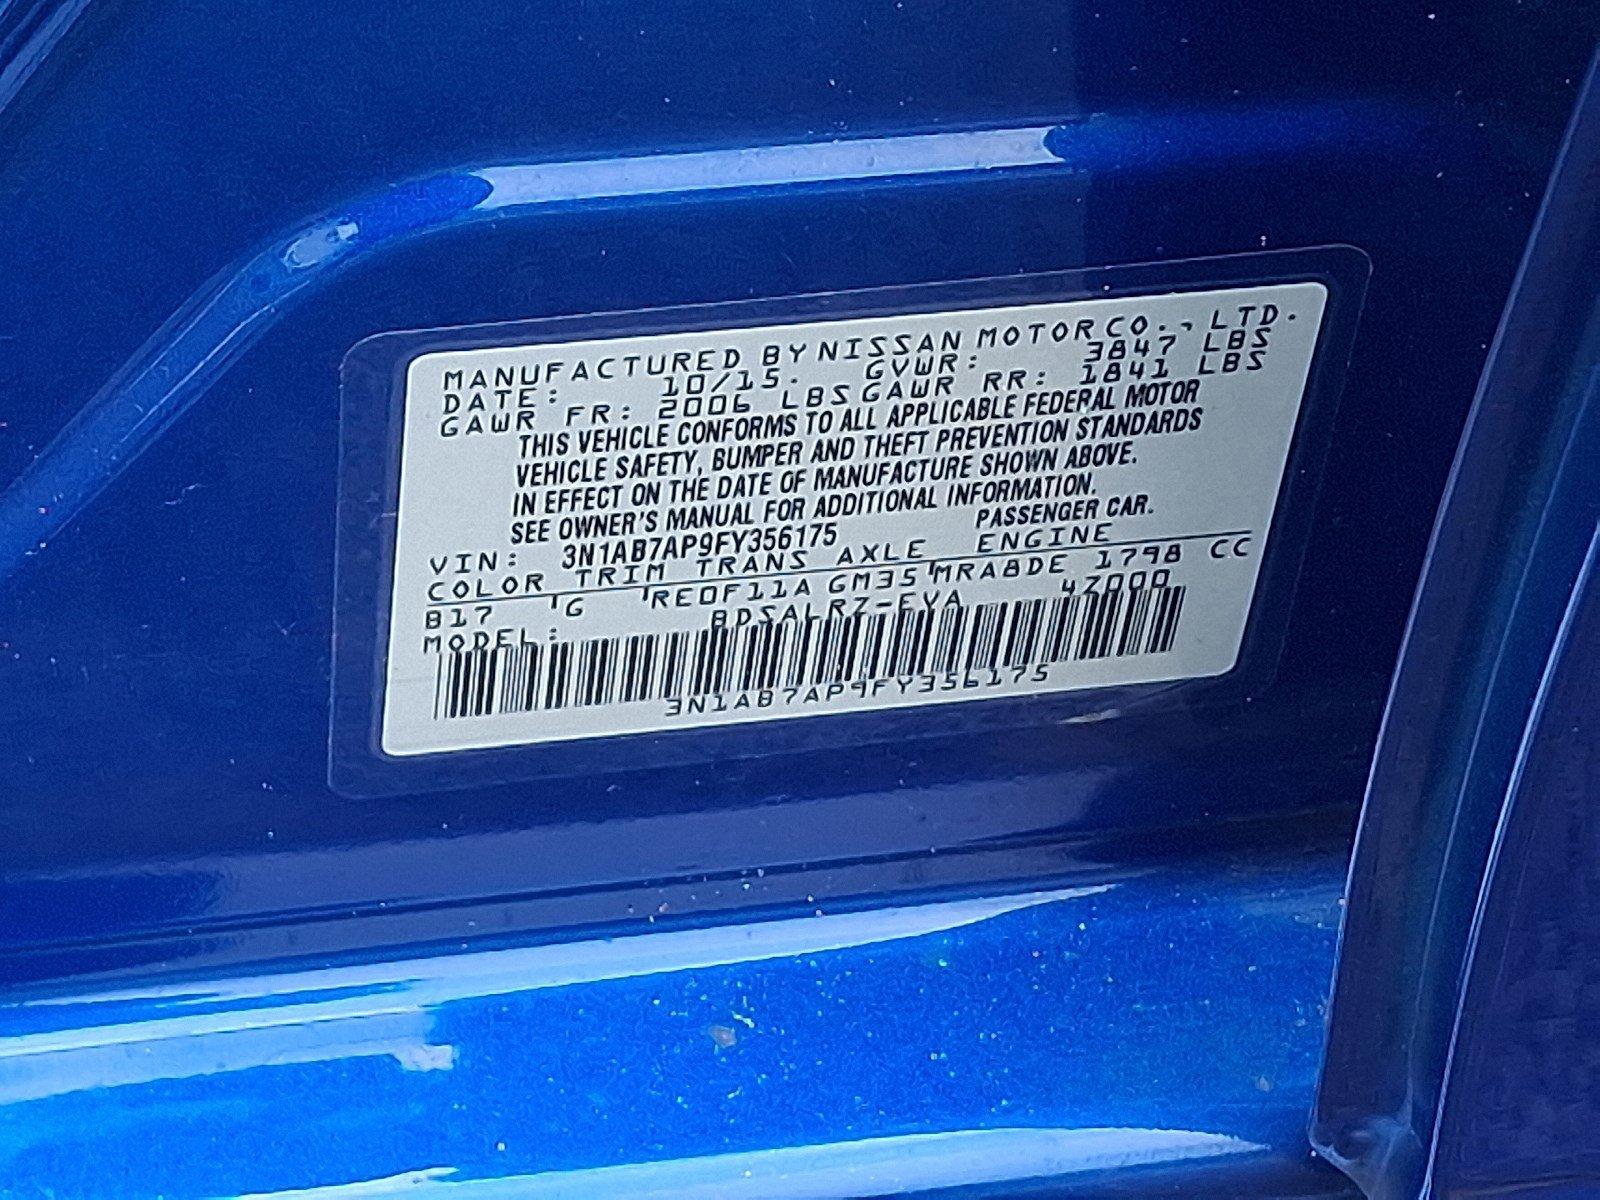 MANUFACTURED BY NISSAN MOTOR CO., LTD.
DATE: 10/15. GVWR: 3847 LBS
GAWR FR: 2006 LBS GAWR RR: 1841 LBS
THIS VEHICLE CONFORMS TO ALL APPLICABLE FEDERAL MOTOR
VEHICLE SAFETY, BUMPER AND THEFT PREVENTION STANDARDS
IN EFFECT ON THE DATE OF MANUFACTURE SHOWN ABOVE.
SEE OWNER'S MANUAL FOR ADDITIONAL INFORMATION.
VIN: 3N1AB7AP9FY356175 PASSENGER CAR.
COLOR TRIM TRANS AXLE ENGINE
B17 G RE0F11A GM35 MRA8DE 1798 CC
MODEL: BDSALRZ-EVA 4Z000
3N1AB7AP9FY356175